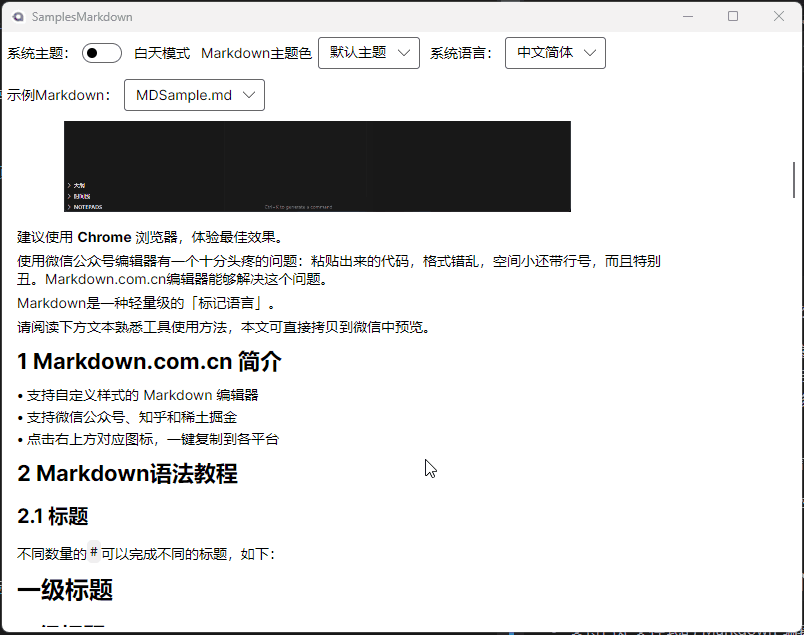 SamplesMarkdown
系统主题： 白天模式 Markdown主题色 默认主题 系统语言： 中文简体
示例Markdown： MDSample.md
> 大纲
> 时间线
> NOTEPADS
Ctrl+K to generate a command
建议使用 Chrome 浏览器，体验最佳效果。
使用微信公众号编辑器有一个十分头疼的问题：粘贴出来的代码，格式错乱，空间小还带行号，而且特别
丑。Markdown.com.cn编辑器能够解决这个问题。
Markdown是一种轻量级的「标记语言」。
请阅读下方文本熟悉工具使用方法，本文可直接拷贝到微信中预览。
1 Markdown.com.cn 简介
• 支持自定义样式的 Markdown 编辑器
• 支持微信公众号、知乎和稀土掘金
• 点击右上方对应图标，一键复制到各平台
2 Markdown语法教程
2.1 标题
不同数量的 # 可以完成不同的标题，如下：
一级标题